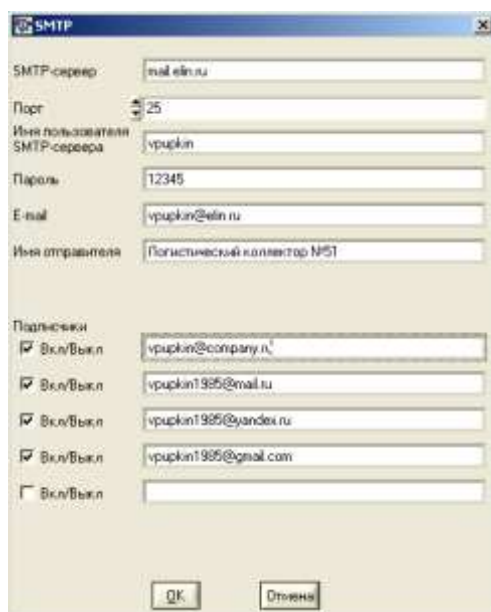 SMTP
SMTP-сервер mail.elin.ru
Порт 25
Имя пользователя
SMTP-сервера vpupkin
Пароль 12345
E-mail vpupkin@elin.ru
Имя отправителя Логистический коллектор №51
Подписчики
Вкл/Выкл vpupkin@company.ru
Вкл/Выкл vpupkin1985@mail.ru
Вкл/Выкл vpupkin1985@yandex.ru
Вкл/Выкл vpupkin1985@gmail.com
Вкл/Выкл
OK Отмена